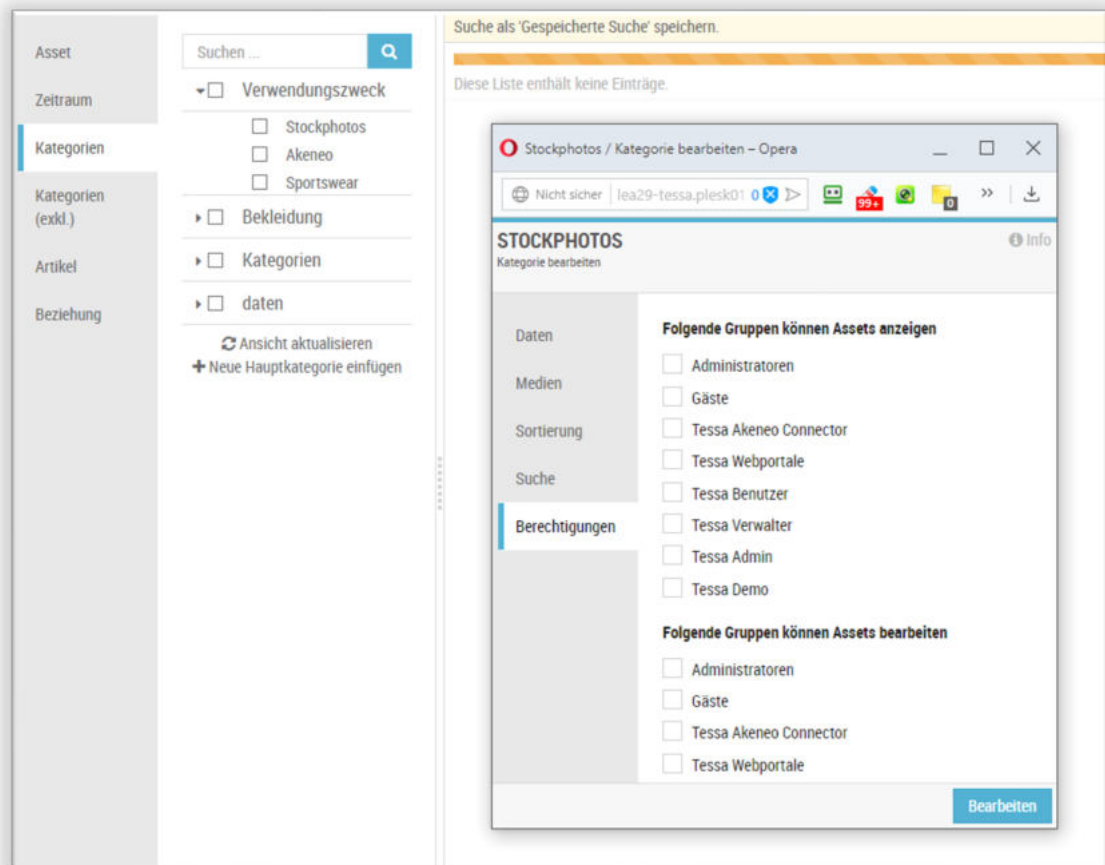 Asset
Zeitraum
Kategorien
Kategorien
(exkl.)
Artikel
Beziehung
Suchen ...
Verwendungszweck
Stockphotos
Akeneo
Sportswear
Bekleidung
Kategorien
daten
Ansicht aktualisieren
Neue Hauptkategorie einfügen
Suche als 'Gespeicherte Suche' speichern.
Diese Liste enthält keine Einträge.
Stockphotos / Kategorie bearbeiten – Opera
Nicht sicher lea29-tessa.plesk01 0 99+ 0
STOCKPHOTOS
Info
Kategorie bearbeiten
Daten
Medien
Sortierung
Suche
Berechtigungen
Folgende Gruppen können Assets anzeigen
Administratoren
Gäste
Tessa Akeneo Connector
Tessa Webportale
Tessa Benutzer
Tessa Verwalter
Tessa Admin
Tessa Demo
Folgende Gruppen können Assets bearbeiten
Administratoren
Gäste
Tessa Akeneo Connector
Tessa Webportale
Bearbeiten